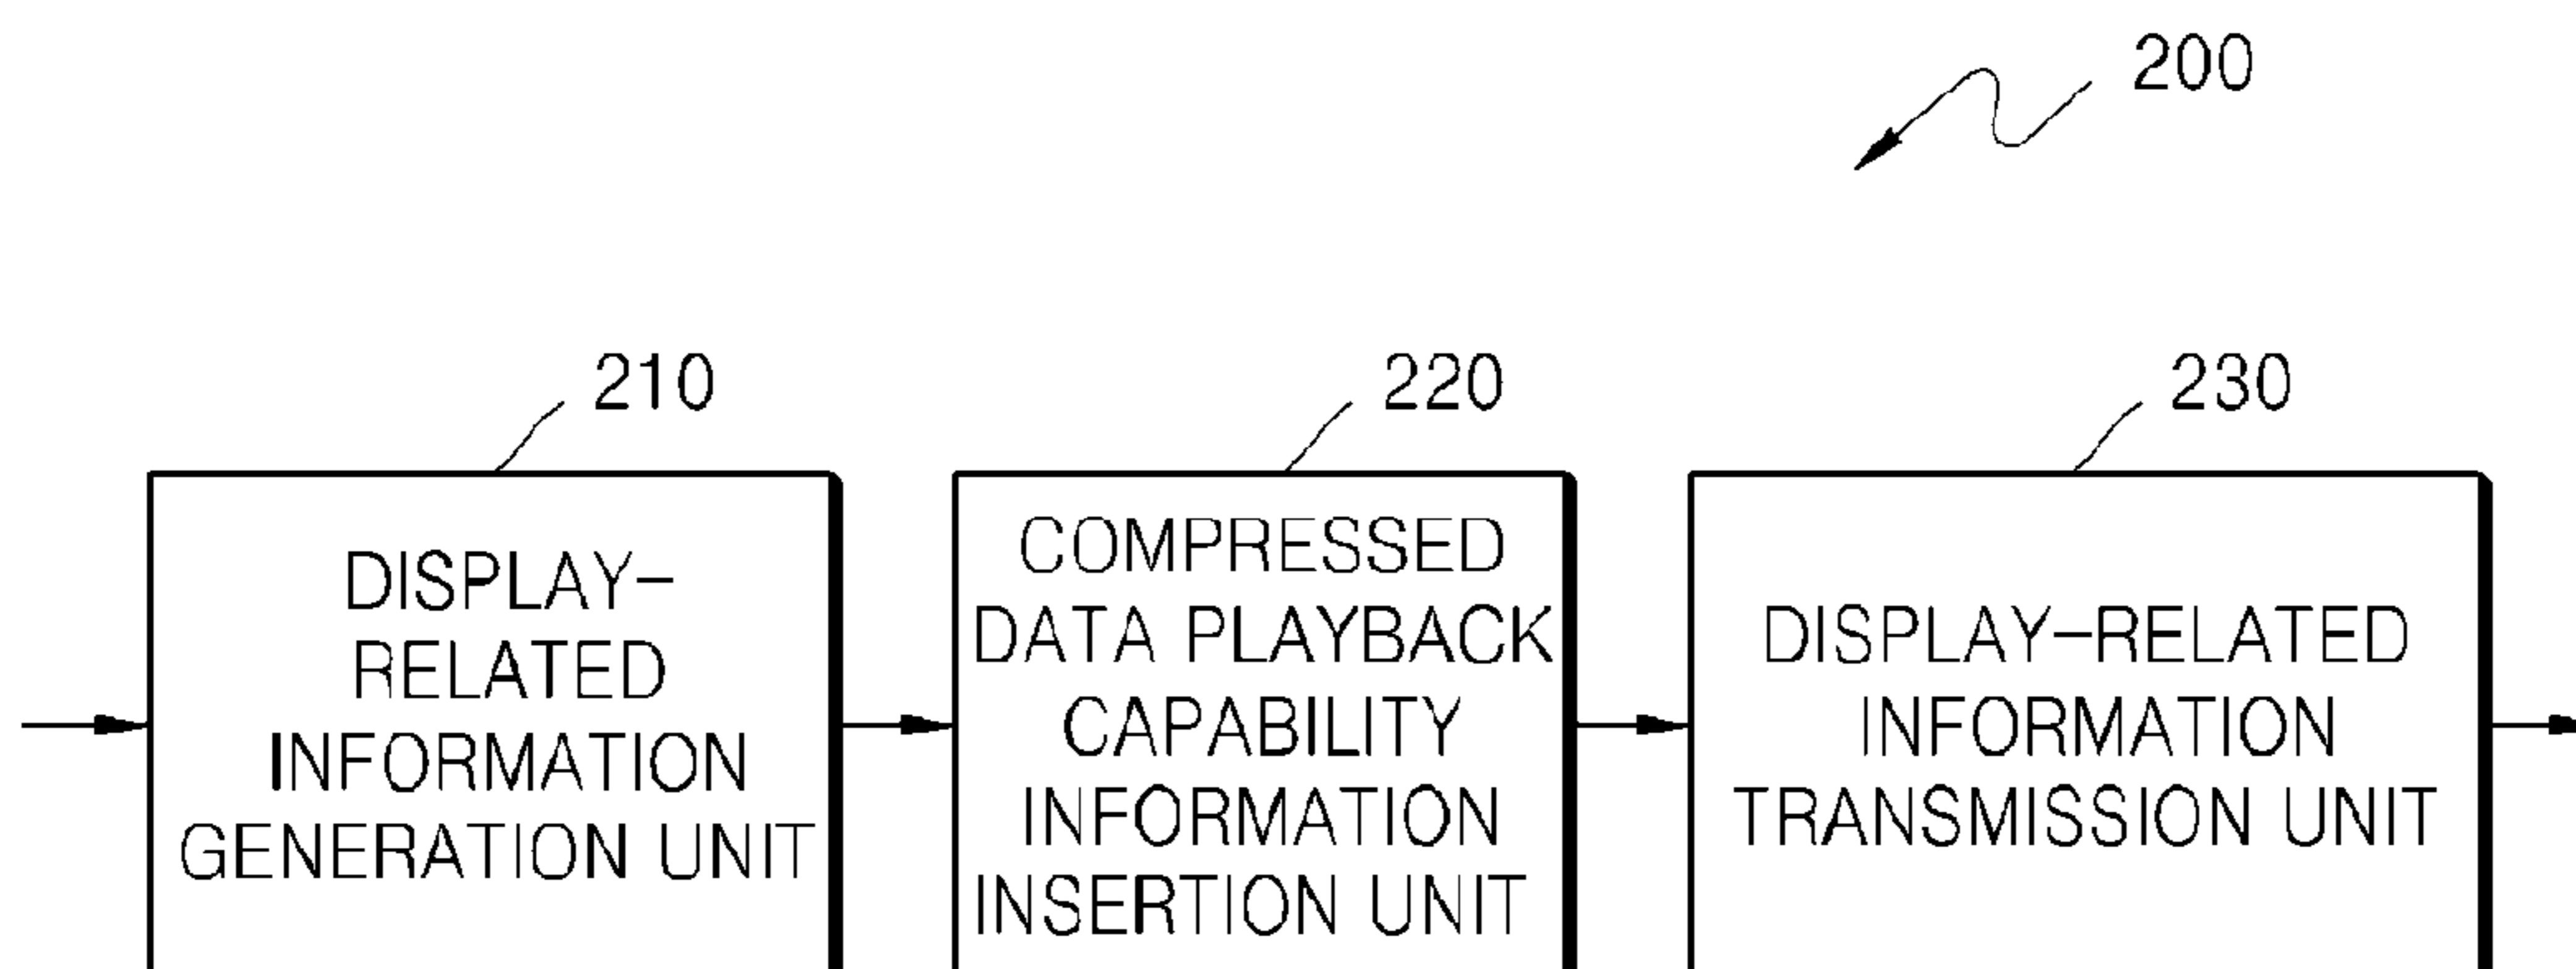 200
210
220
230
DISPLAY-
RELATED
INFORMATION
GENERATION UNIT
COMPRESSED
DATA PLAYBACK
CAPABILITY
INFORMATION
INSERTION UNIT
DISPLAY-RELATED
INFORMATION
TRANSMISSION UNIT